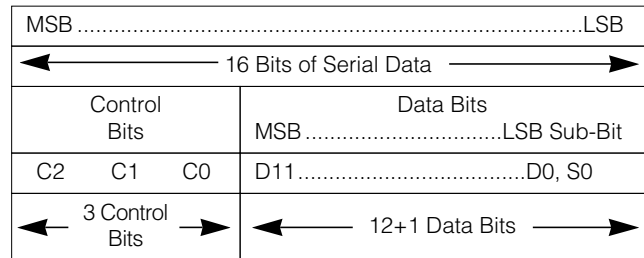 MSB..............................................................................LSB
16 Bits of Serial Data
Control Bits
Data Bits
MSB................................LSB Sub-Bit
C2 C1 C0
D11....................................D0, S0
3 Control Bits
12+1 Data Bits